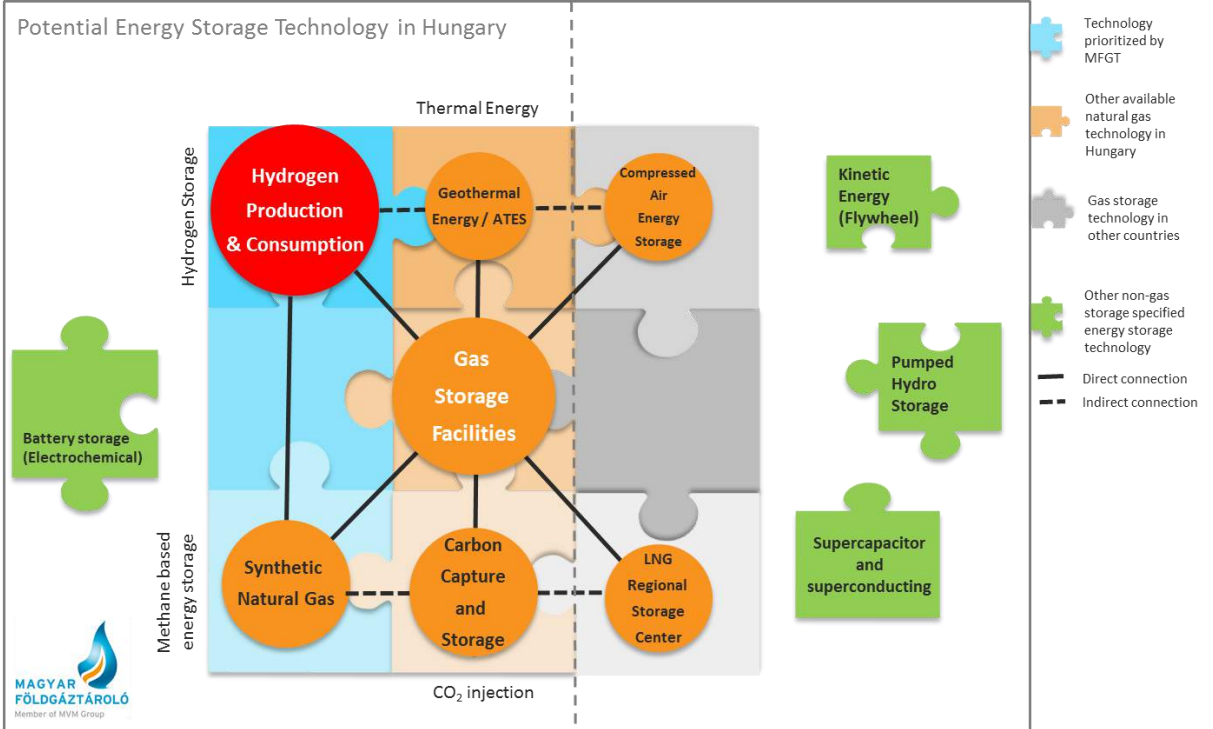 Potential Energy Storage Technology in Hungary
Thermal Energy
Hydrogen Storage
Hydrogen
Production
& Consumption
Geothermal
Energy / ATES
Compressed
Air
Energy
Storage
Gas
Storage
Facilities
Synthetic
Natural Gas
Carbon
Capture
and
Storage
LNG
Regional
Storage
Center
Methane based
energy storage
CO₂ injection
Battery storage
(Electrochemical)
Kinetic
Energy
(Flywheel)
Pumped
Hydro
Storage
Supercapacitor
and
superconducting
MAGYAR
FÖLDGÁZTÁROLÓ
Member of MVM Group
Technology
prioritized by
MFGT
Other available
natural gas
technology in
Hungary
Gas storage
technology in
other countries
Other non-gas
storage specified
energy storage
technology
Direct connection
Indirect connection